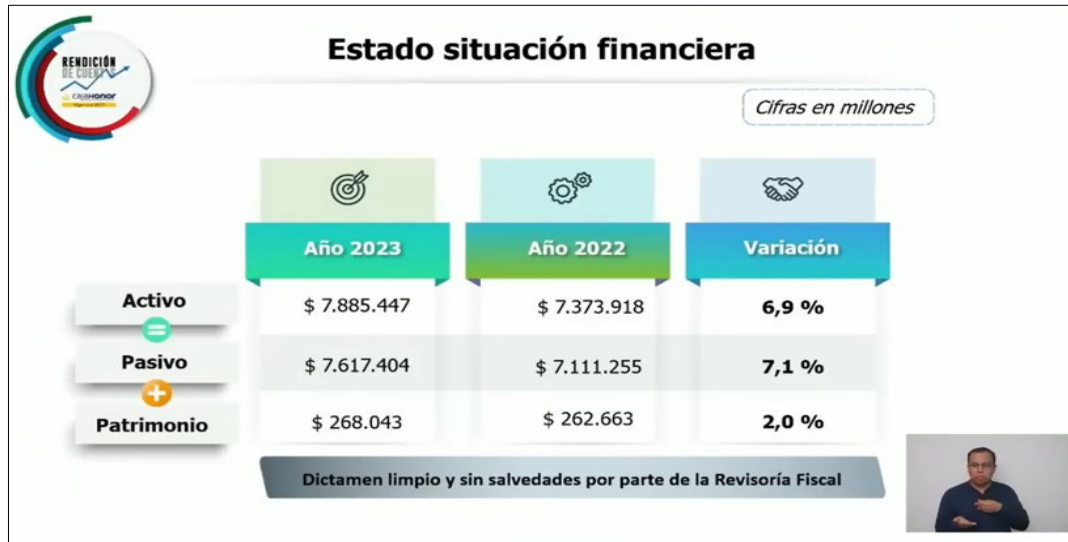 Estado situación financiera
RENDICIÓN
DE CUENTAS
CAJAHONOR
Cifras en millones
Año 2023
Año 2022
Variación
Activo
$ 7.885.447
$ 7.373.918
6,9 %
=
Pasivo
$ 7.617.404
$ 7.111.255
7,1 %
+
Patrimonio
$ 268.043
$ 262.663
2,0 %
Dictamen limpio y sin salvedades por parte de la Revisoría Fiscal